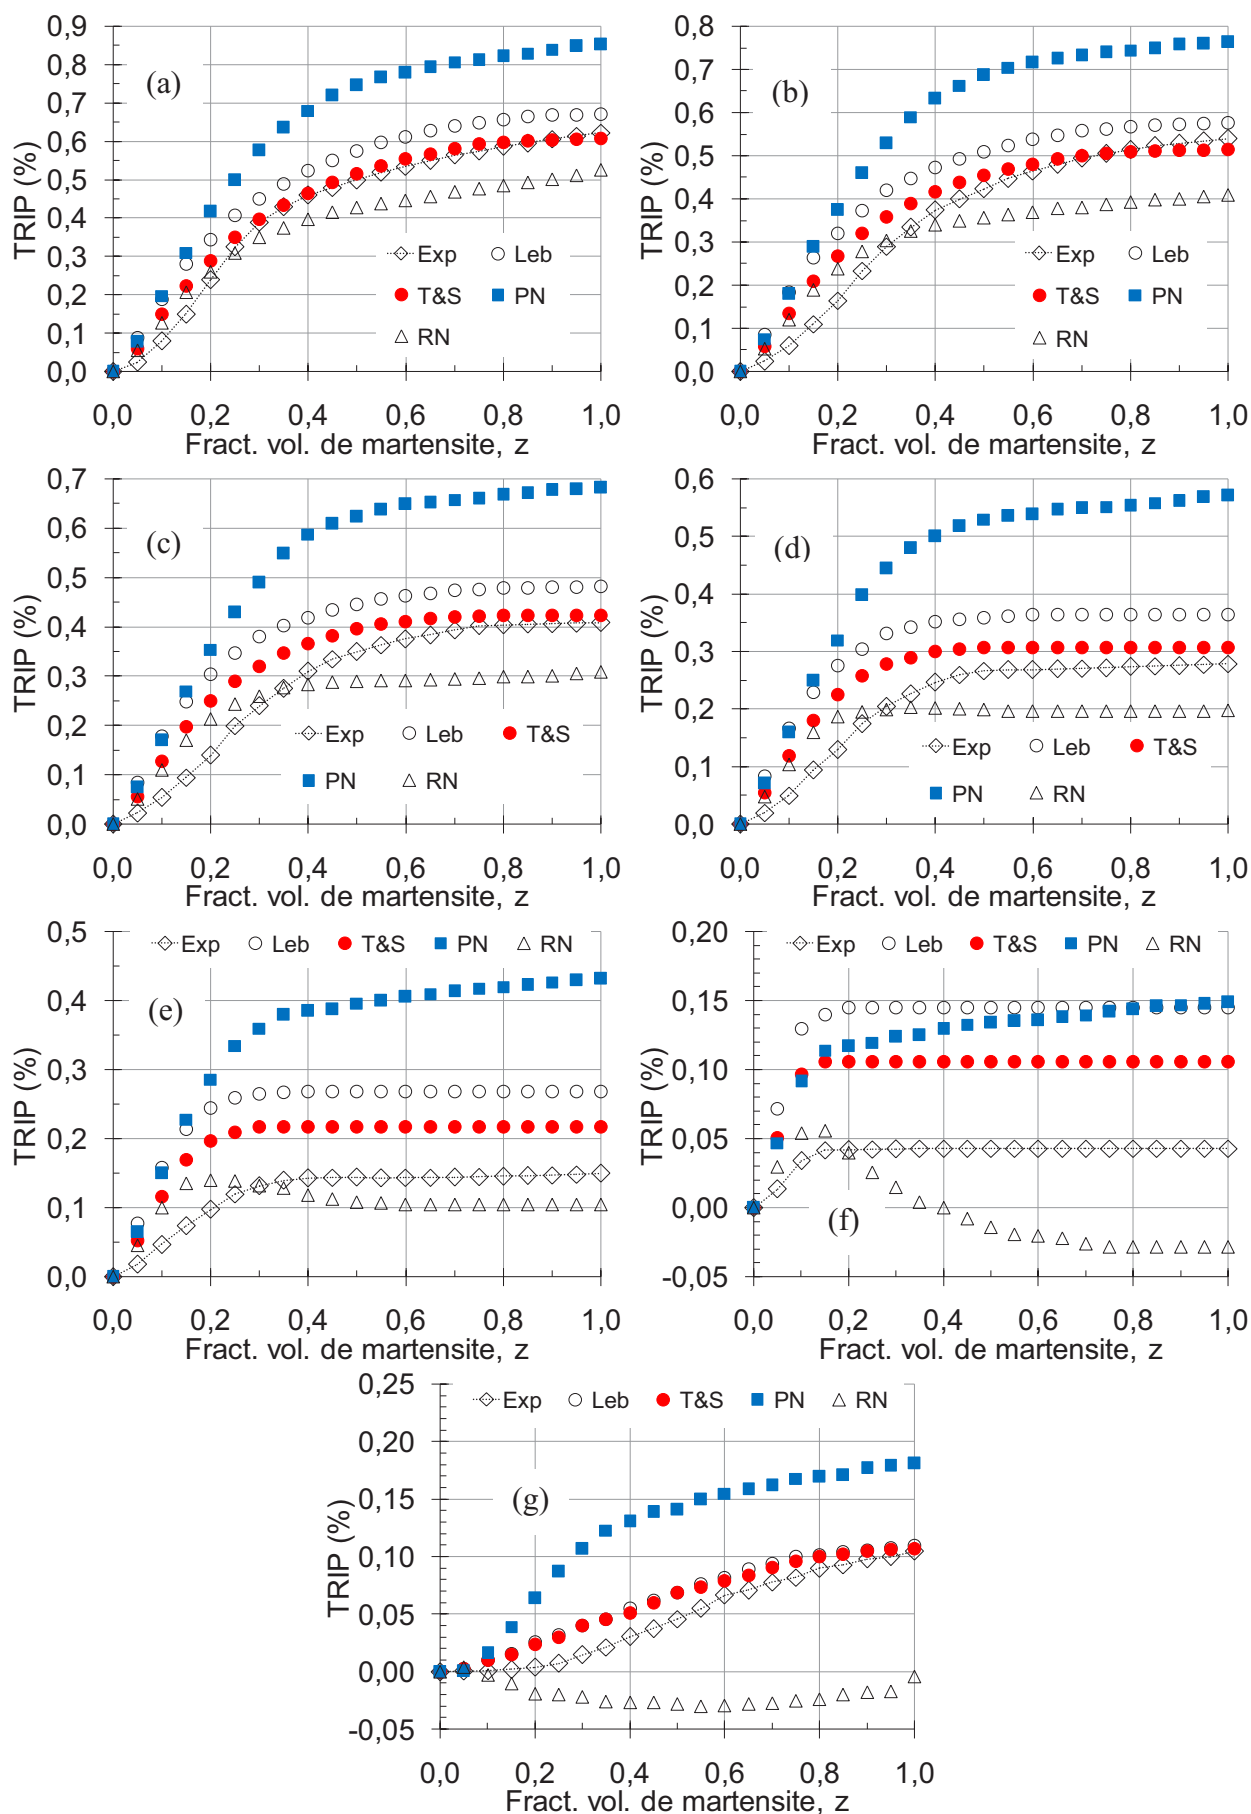 0,9
0,8
0,7
0,6
0,5
0,4
0,3
0,2
0,1
0,0
TRIP (%)
(a)
Exp Leb
T&S PN
RN
0,0 0,2 0,4 0,6 0,8 1,0
Fract. vol. de martensite, z
0,8
0,7
0,6
0,5
0,4
0,3
0,2
0,1
0,0
TRIP (%)
(b)
Exp Leb
T&S PN
RN
0,0 0,2 0,4 0,6 0,8 1,0
Fract. vol. de martensite, z
0,7
0,6
0,5
0,4
0,3
0,2
0,1
0,0
TRIP (%)
(c)
Exp Leb T&S
PN RN
0,0 0,2 0,4 0,6 0,8 1,0
Fract. vol. de martensite, z
0,6
0,5
0,4
0,3
0,2
0,1
0,0
TRIP (%)
(d)
Exp Leb T&S
PN RN
0,0 0,2 0,4 0,6 0,8 1,0
Fract. vol. de martensite, z
0,5
0,4
0,3
0,2
0,1
0,0
TRIP (%)
Exp Leb T&S PN RN
(e)
0,0 0,2 0,4 0,6 0,8 1,0
Fract. vol. de martensite, z
0,20
0,15
0,10
0,05
0,00
-0,05
TRIP (%)
Exp Leb T&S PN RN
(f)
0,0 0,2 0,4 0,6 0,8 1,0
Fract. vol. de martensite, z
0,25
0,20
0,15
0,10
0,05
0,00
-0,05
TRIP (%)
Exp Leb T&S PN RN
(g)
0,0 0,2 0,4 0,6 0,8 1,0
Fract. vol. de martensite, z